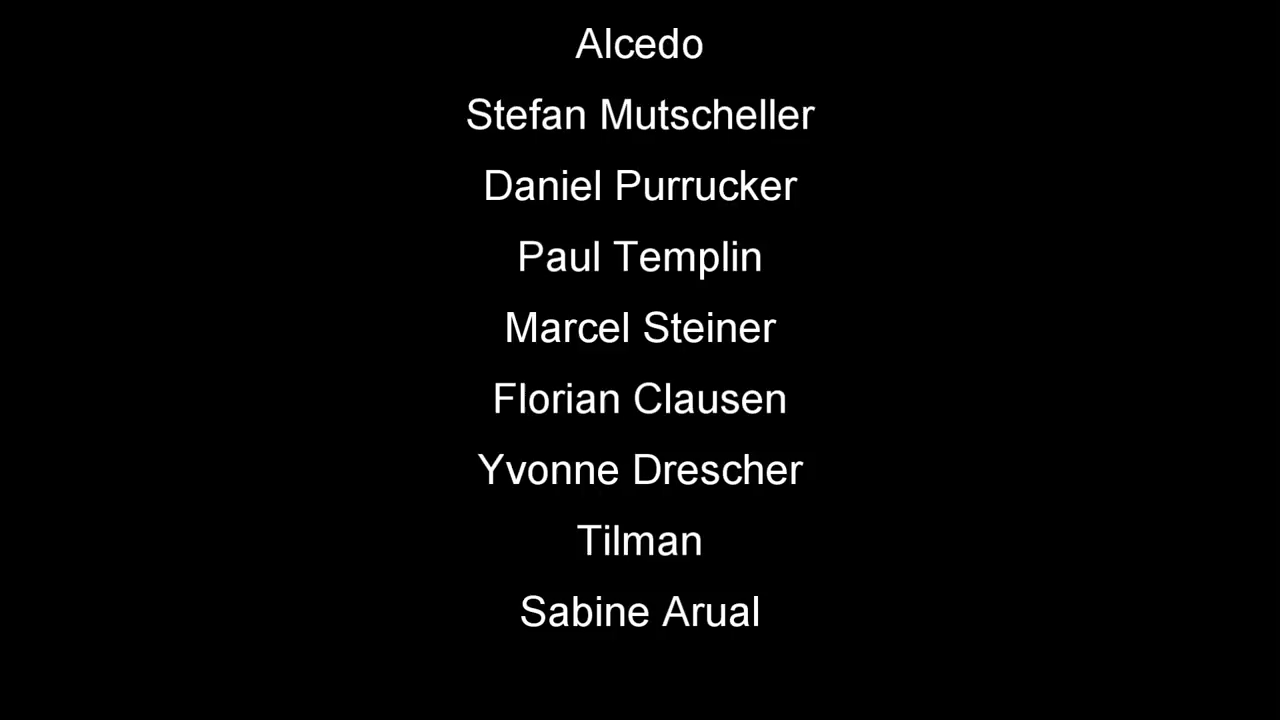 Alcedo
Stefan Mutscheller
Daniel Purrucker
Paul Templin
Marcel Steiner
Florian Clausen
Yvonne Drescher
Tilman
Sabine Arual